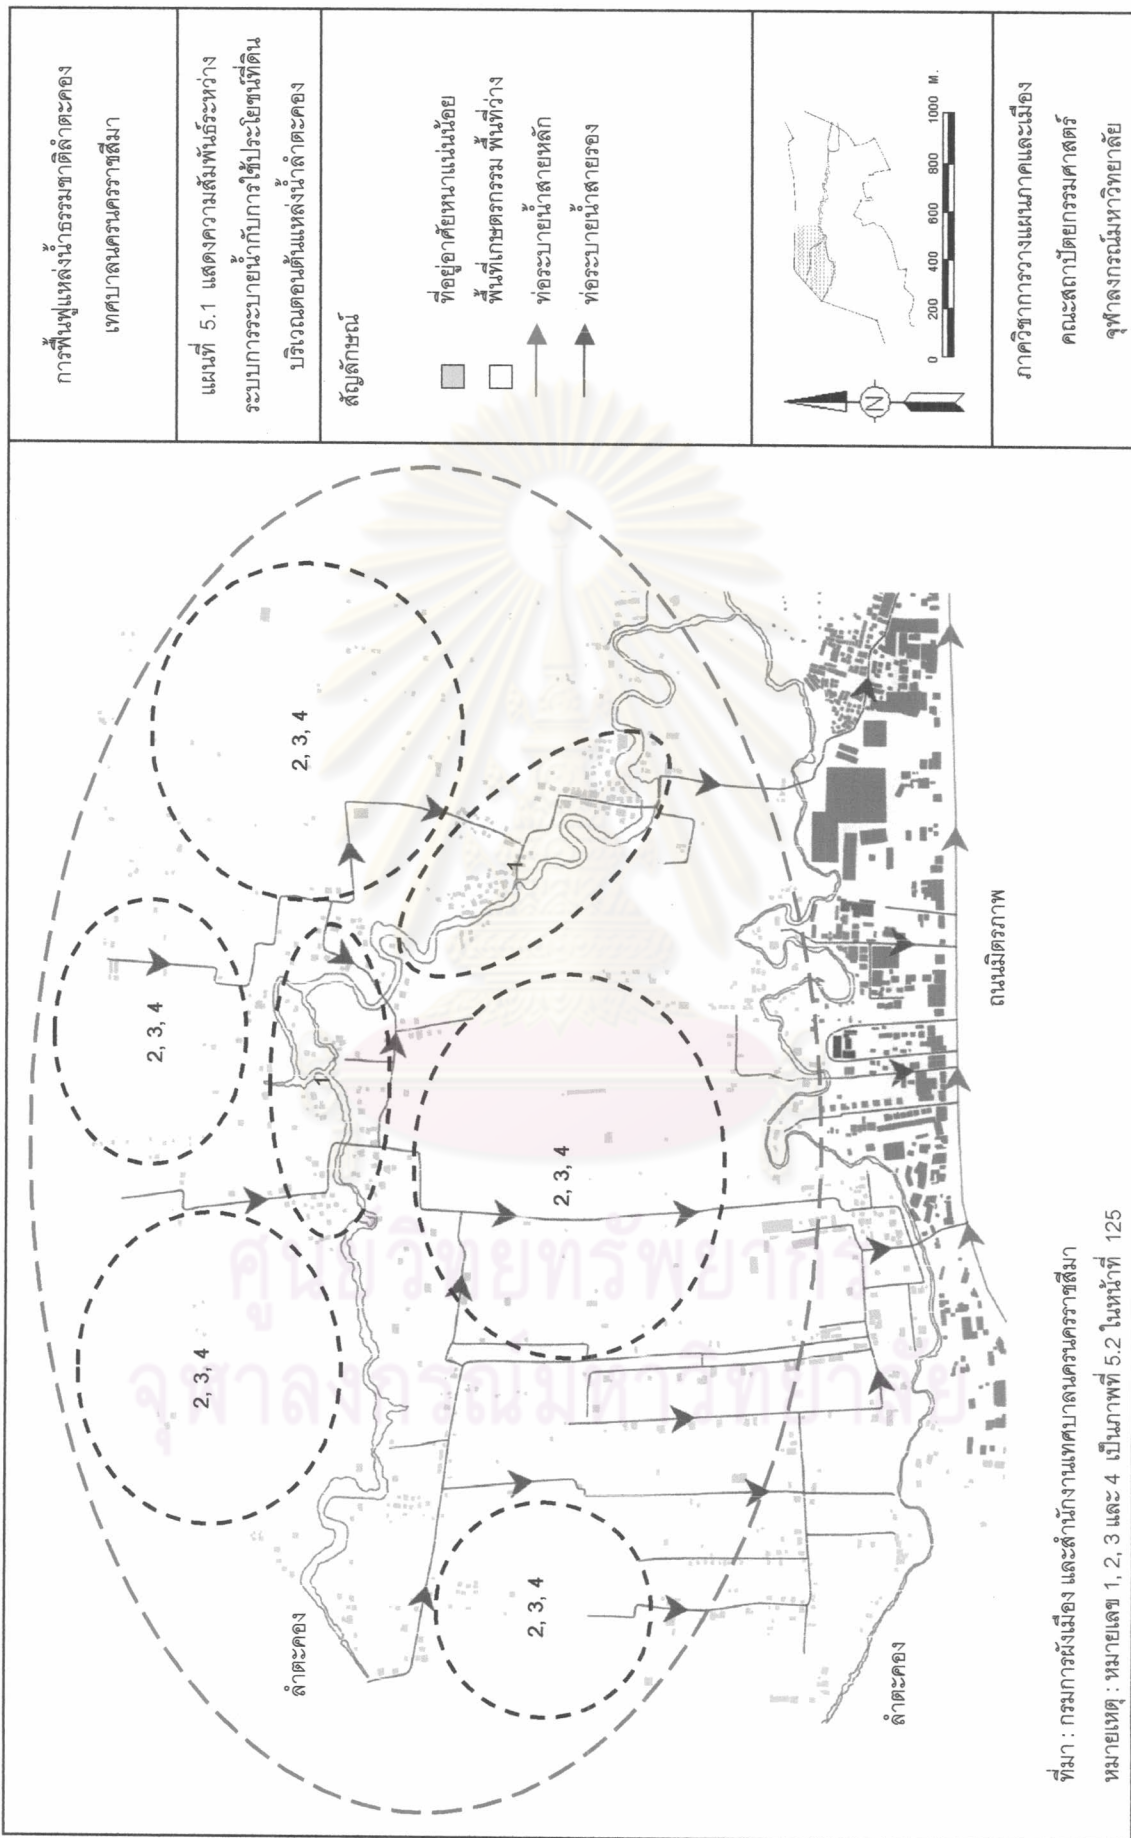 การฟื้นฟูแหล่งน้ำธรรมชาติลำตะคอง
เทศบาลนครนครราชสีมา
แผนที่ 5.1 แสดงความสัมพันธ์ระหว่าง
ระบบการระบายน้ำกับการใช้ประโยชน์ที่ดิน
บริเวณตอนต้นแหล่งน้ำลำตะคอง
สัญลักษณ์
ที่อยู่อาศัยหนาแน่นน้อย
พื้นที่เกษตรกรรม พื้นที่ว่าง
ท่อระบายน้ำสายหลัก
ท่อระบายน้ำสายรอง
N
0 200 400 600 800 1000 M.
ภาควิชาการวางแผนภาคและเมือง
คณะสถาปัตยกรรมศาสตร์
จุฬาลงกรณ์มหาวิทยาลัย
2, 3, 4
2, 3, 4
2, 3, 4
1
1
2, 3, 4
2, 3, 4
ลำตะคอง
ลำตะคอง
ถนนมิตรภาพ
ศูนย์วิทยทรัพยากร
จุฬาลงกรณ์มหาวิทยาลัย
ที่มา : กรมการผังเมือง และสำนักงานเทศบาลนครนครราชสีมา
หมายเหตุ : หมายเลข 1, 2, 3 และ 4 เป็นภาพที่ 5.2 ในหน้าที่ 125